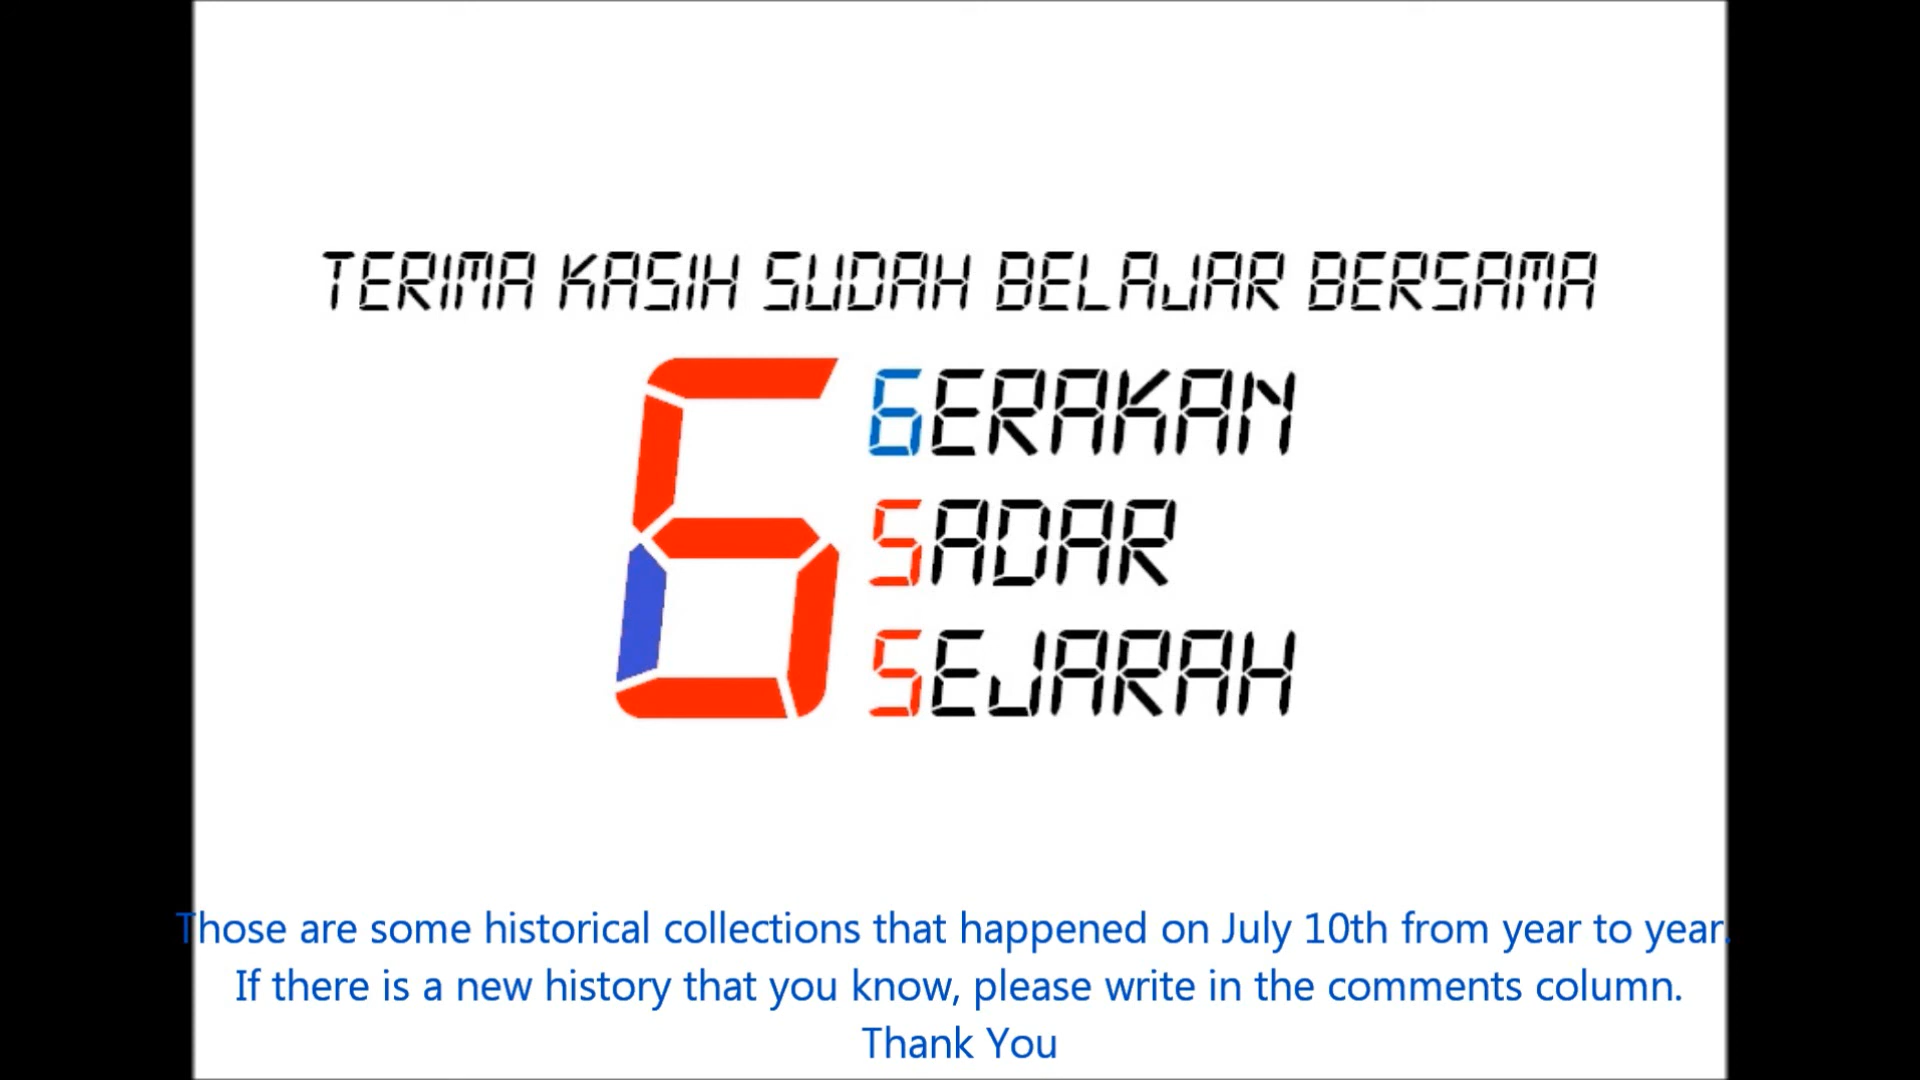 TERIMA KASIH SUDAH BELAJAR BERSAMA
GERAKAN
SADAR
SEJARAH
Those are some historical collections that happened on July 10th from year to year.
If there is a new history that you know, please write in the comments column.
Thank You